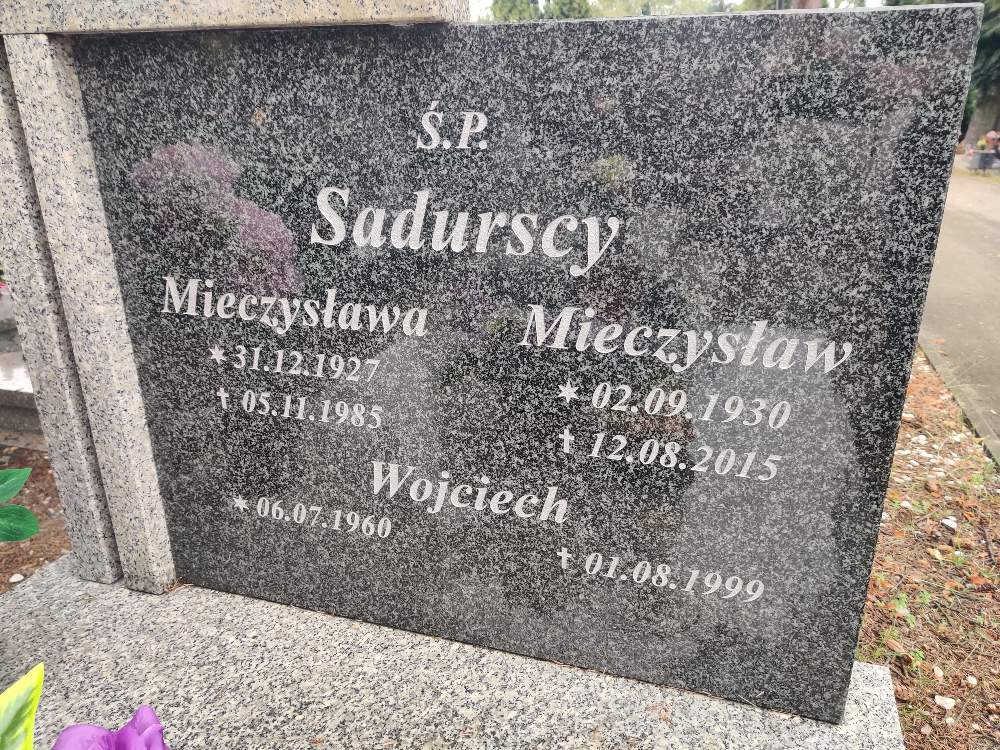 Ś.P.
Sadurscy
Mieczysława
* 31.12.1927
† 05.11.1985
Mieczysław
* 02.09.1930
† 12.08.2015
Wojciech
* 06.07.1960
† 01.08.1999